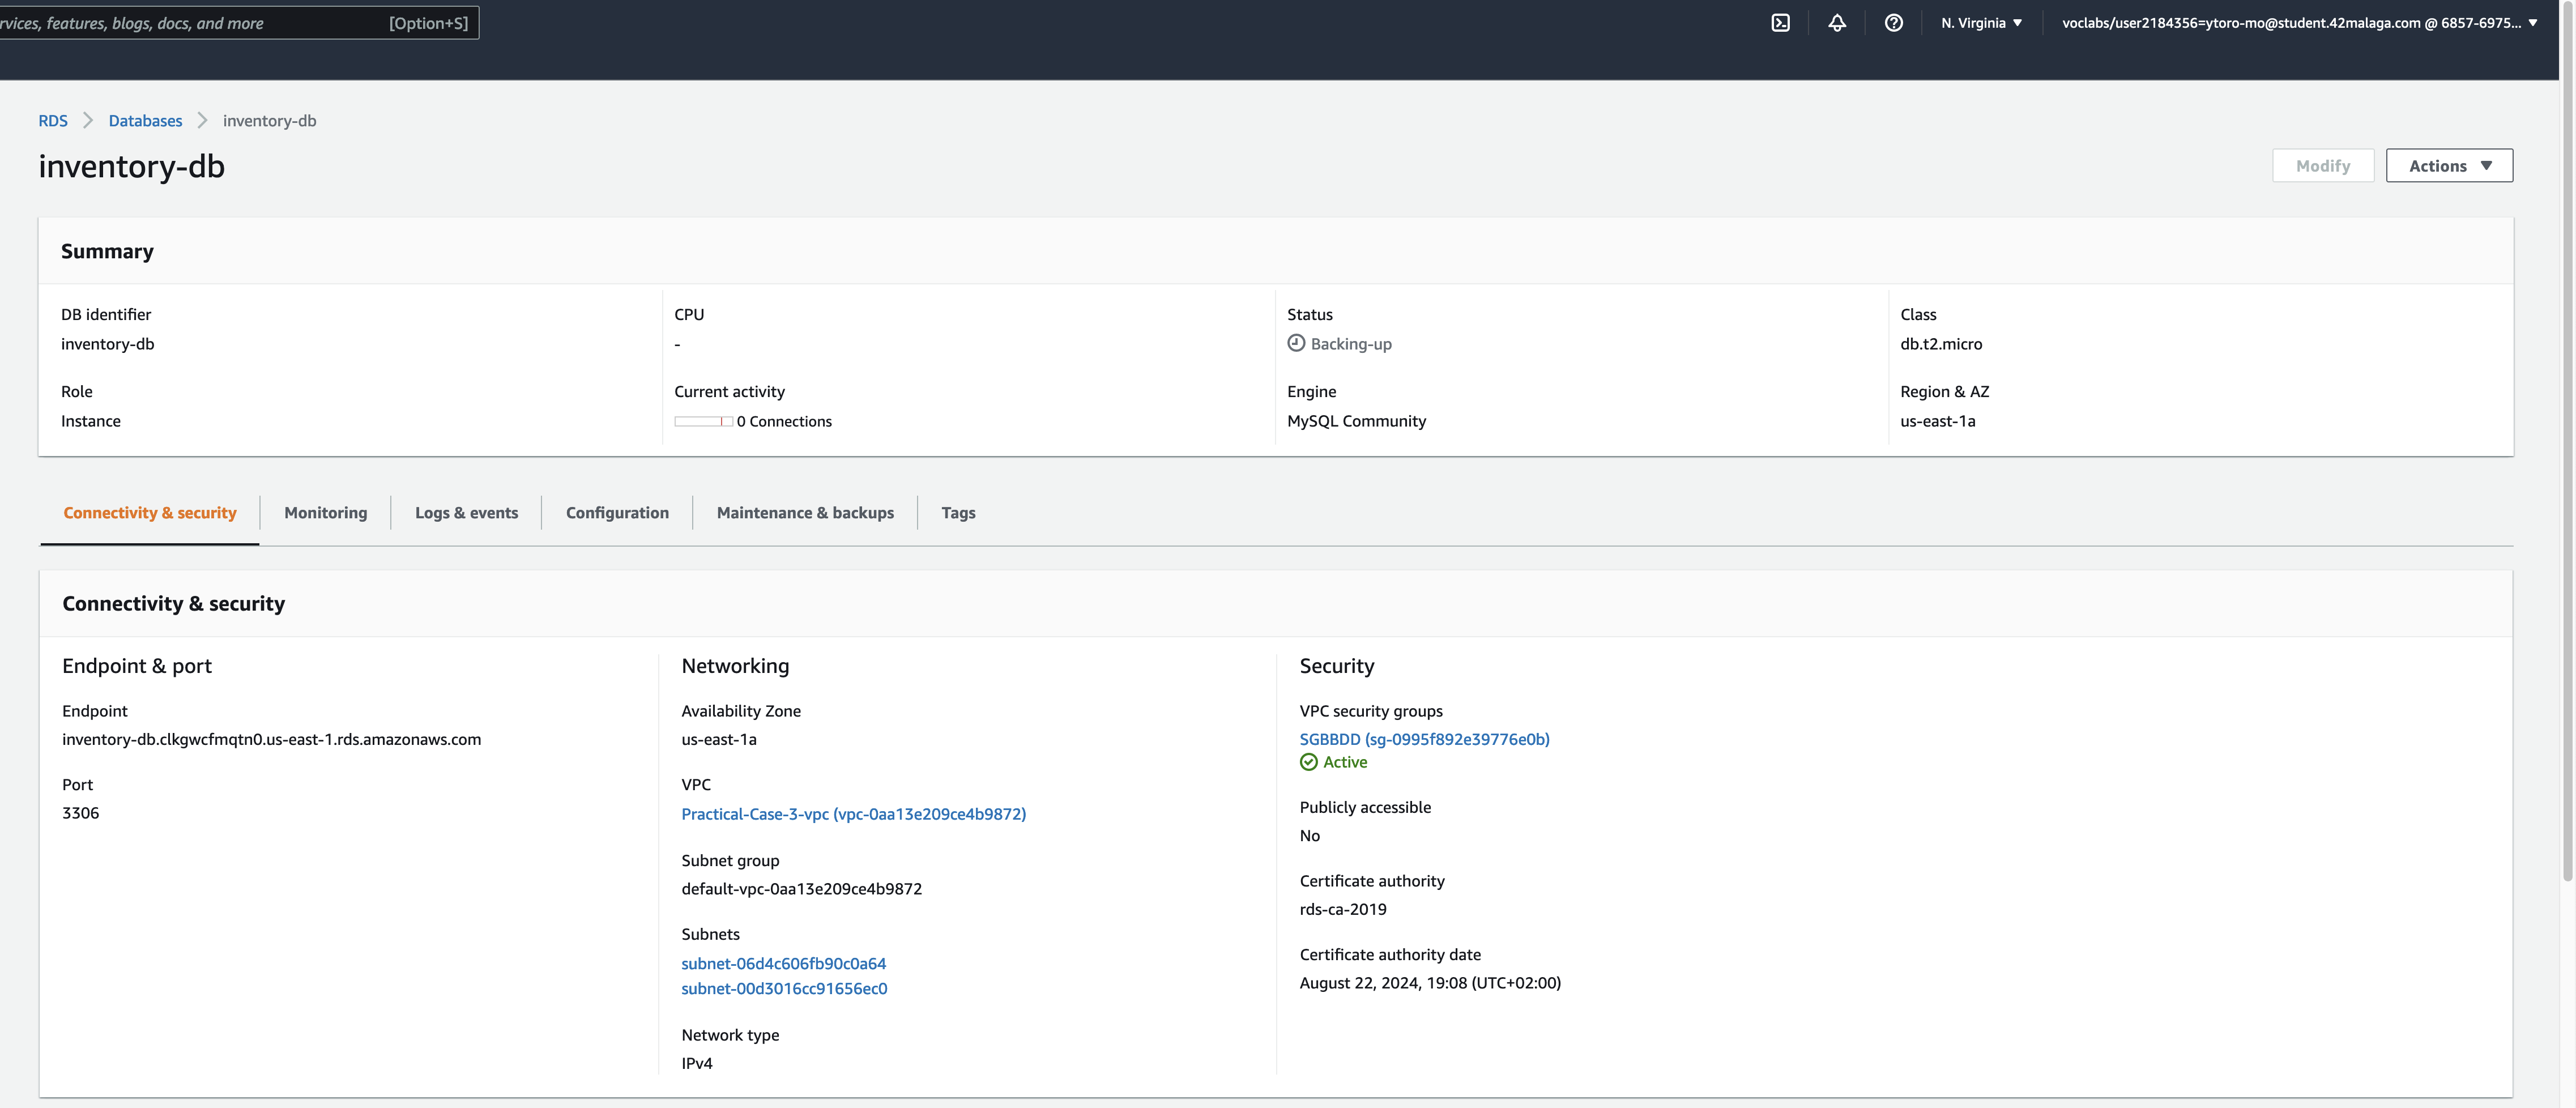 rvices, features, blogs, docs, and more [Option+S] N. Virginia voclabs/user2184356=ytoro-mo@student.42malaga.com @ 6857-6975...
RDS Databases inventory-db
inventory-db
Modify Actions
Summary
DB identifier
inventory-db
Role
Instance
CPU
-
Current activity
0 Connections
Status
Backing-up
Engine
MySQL Community
Class
db.t2.micro
Region & AZ
us-east-1a
Connectivity & security Monitoring Logs & events Configuration Maintenance & backups Tags
Connectivity & security
Endpoint & port
Endpoint
inventory-db.clkgwcfmqtn0.us-east-1.rds.amazonaws.com
Port
3306
Networking
Availability Zone
us-east-1a
VPC
Practical-Case-3-vpc (vpc-0aa13e209ce4b9872)
Subnet group
default-vpc-0aa13e209ce4b9872
Subnets
subnet-06d4c606fb90c0a64
subnet-00d3016cc91656ec0
Network type
IPv4
Security
VPC security groups
SGBBDD (sg-0995f892e39776e0b)
Active
Publicly accessible
No
Certificate authority
rds-ca-2019
Certificate authority date
August 22, 2024, 19:08 (UTC+02:00)